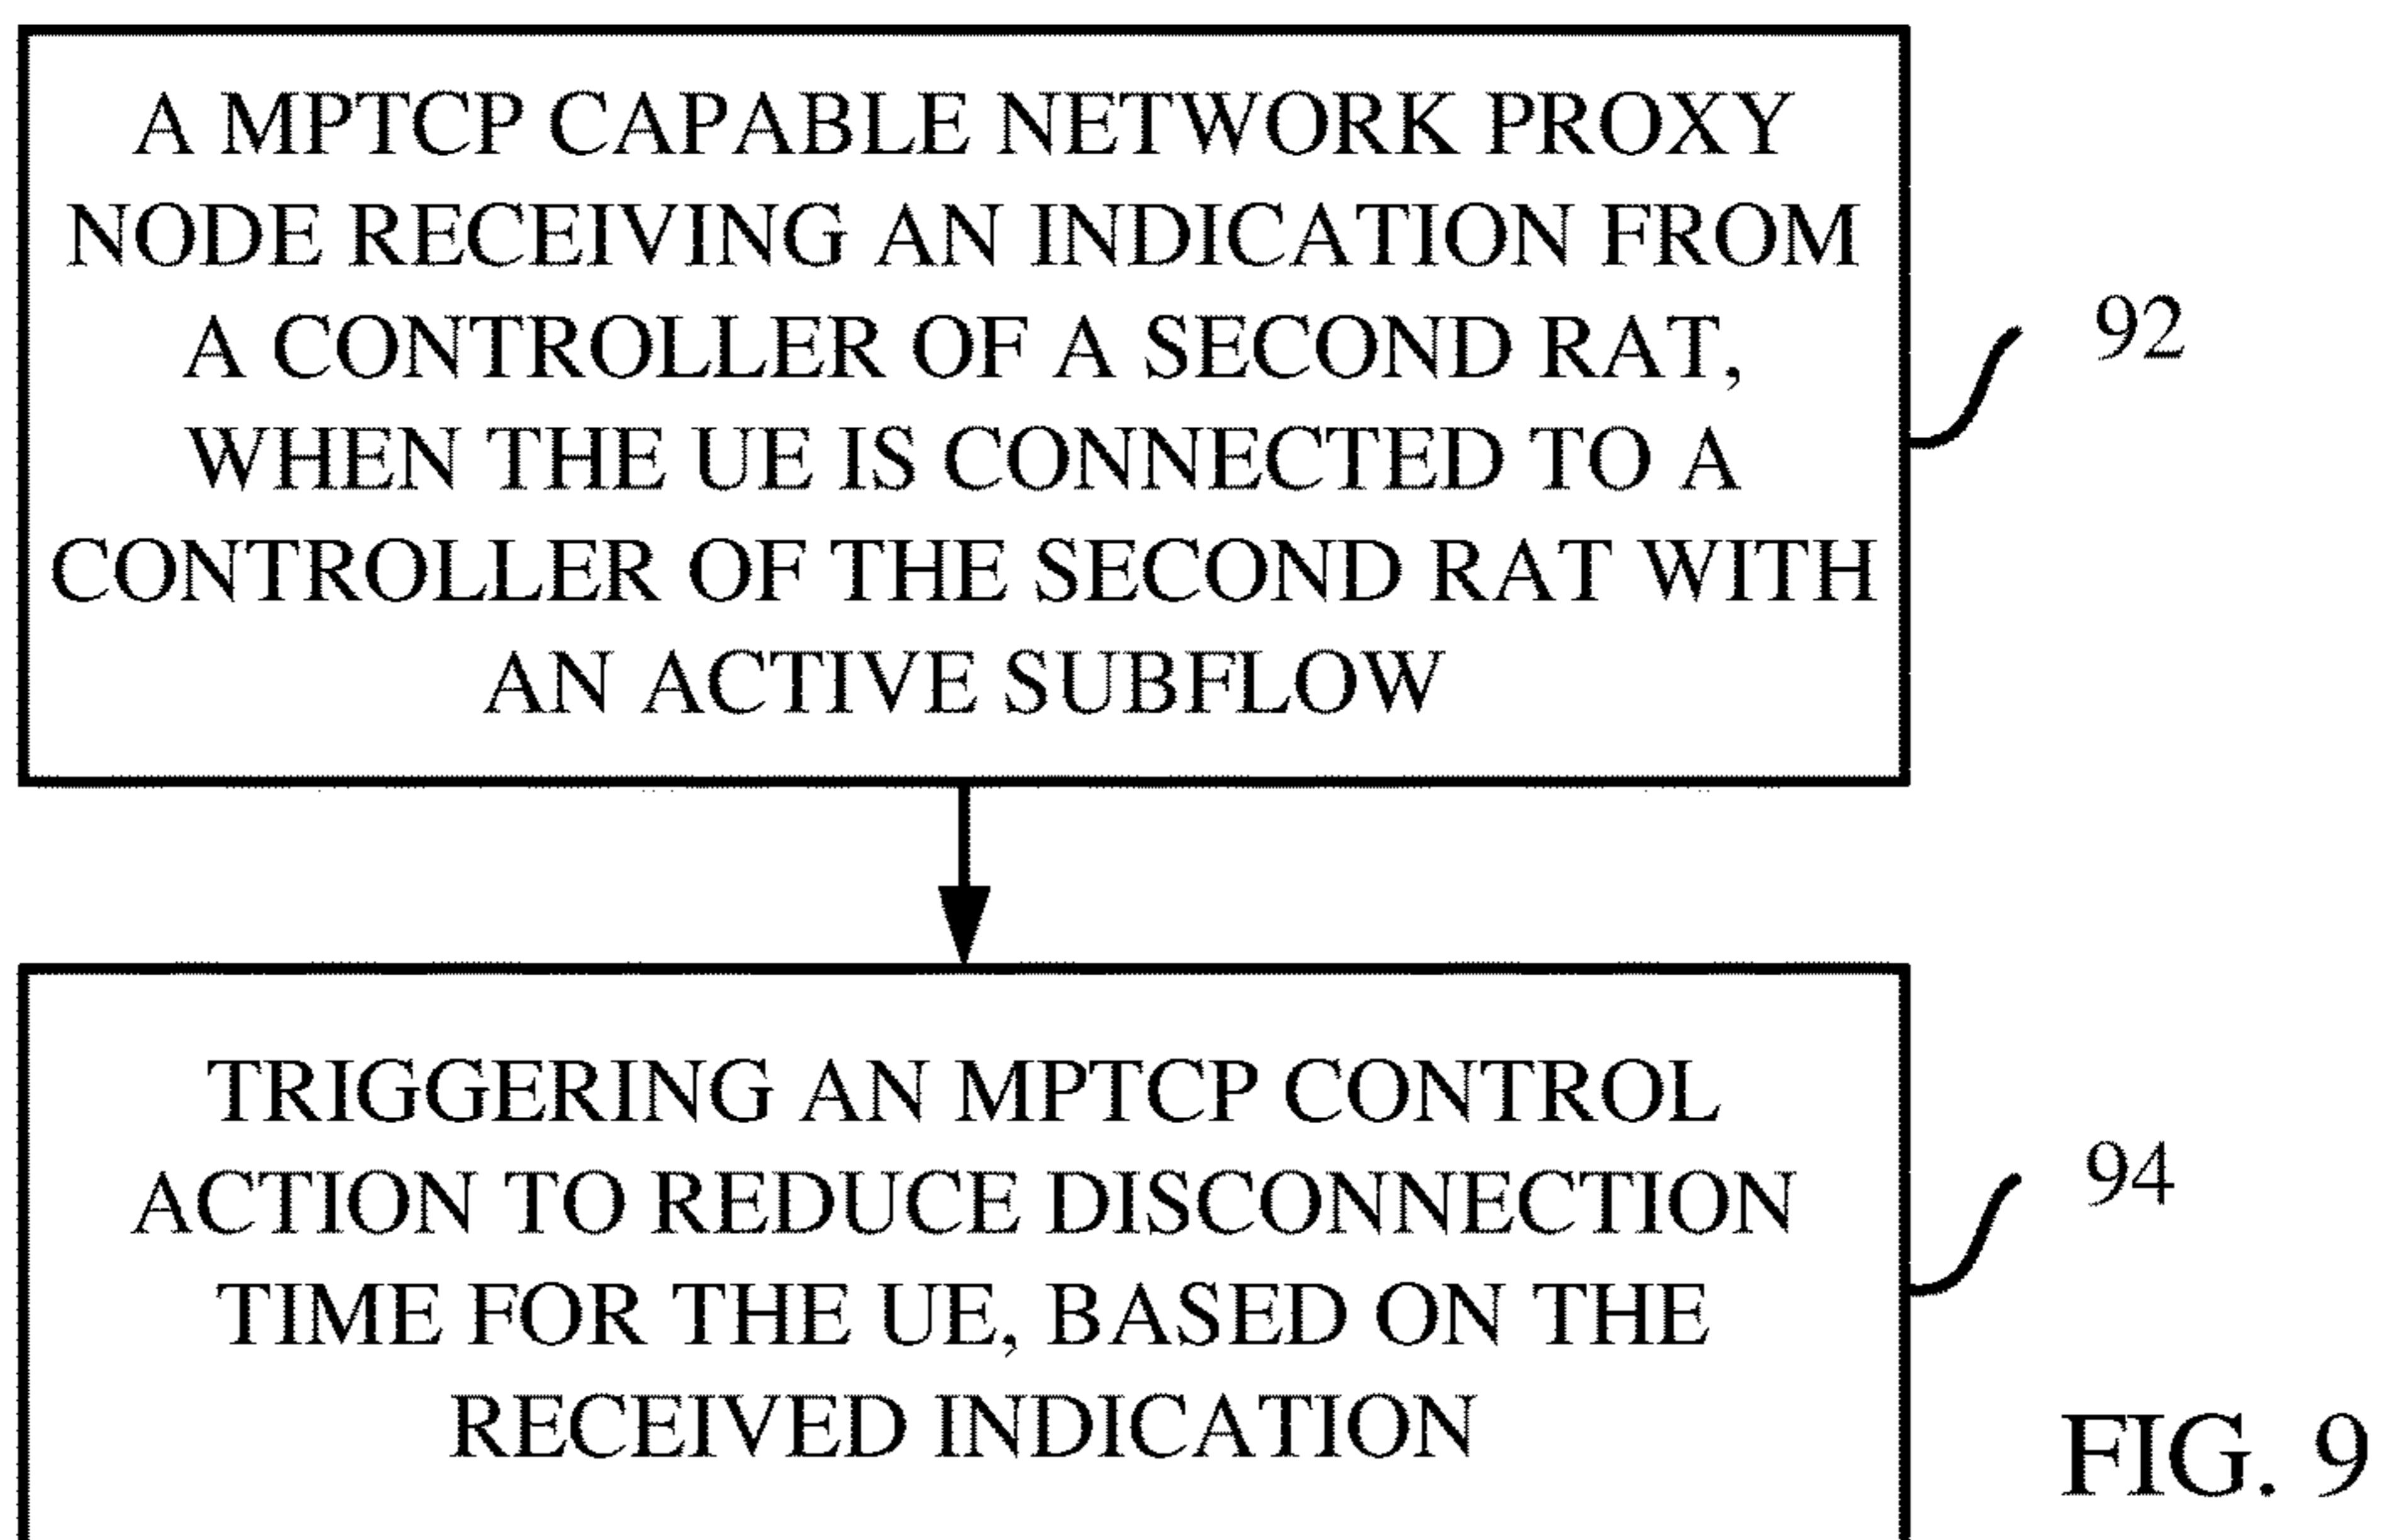 A MPTCP CAPABLE NETWORK PROXY
NODE RECEIVING AN INDICATION FROM
A CONTROLLER OF A SECOND RAT,
WHEN THE UE IS CONNECTED TO A
CONTROLLER OF THE SECOND RAT WITH
AN ACTIVE SUBFLOW
92
TRIGGERING AN MPTCP CONTROL
ACTION TO REDUCE DISCONNECTION
TIME FOR THE UE, BASED ON THE
RECEIVED INDICATION
94
FIG. 9